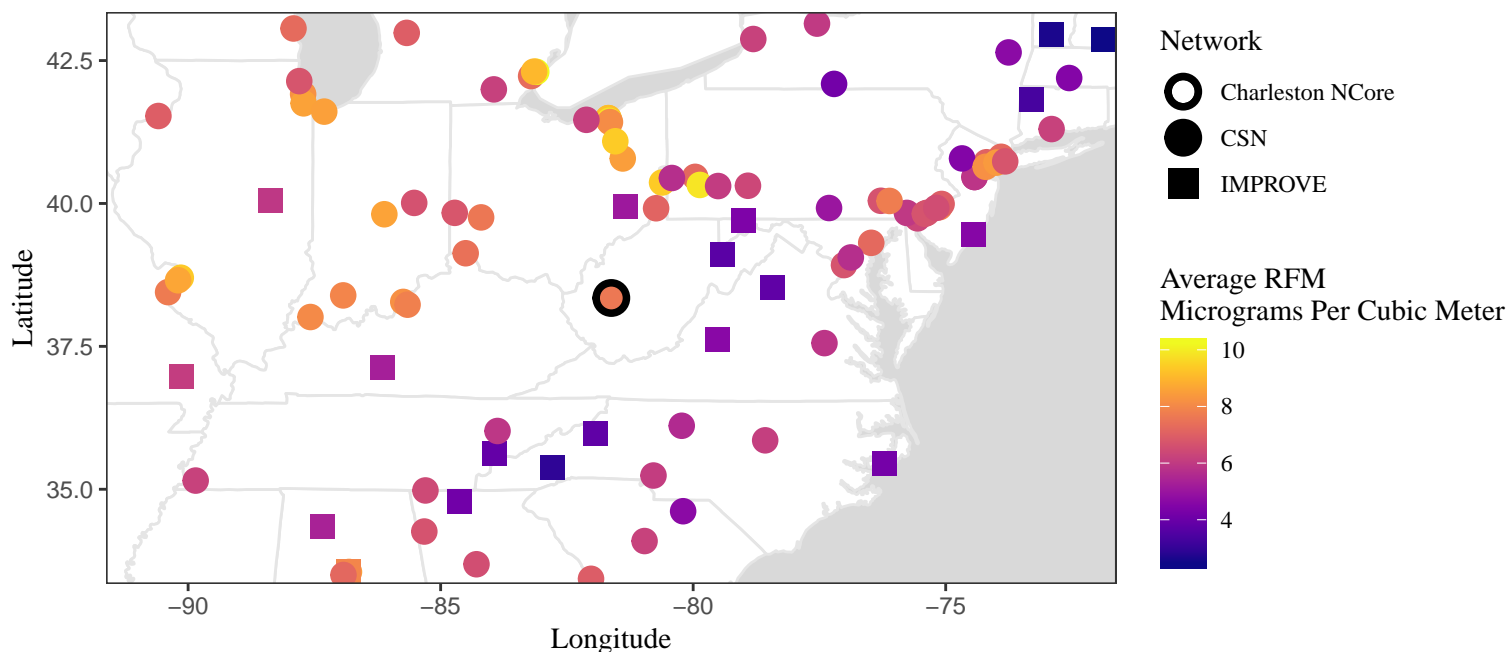 42.5
40.0
37.5
35.0
Latitude
−90
−85
−80
−75
Longitude
Network
Charleston NCore
CSN
IMPROVE
Average RFM
Micrograms Per Cubic Meter
10
8
6
4